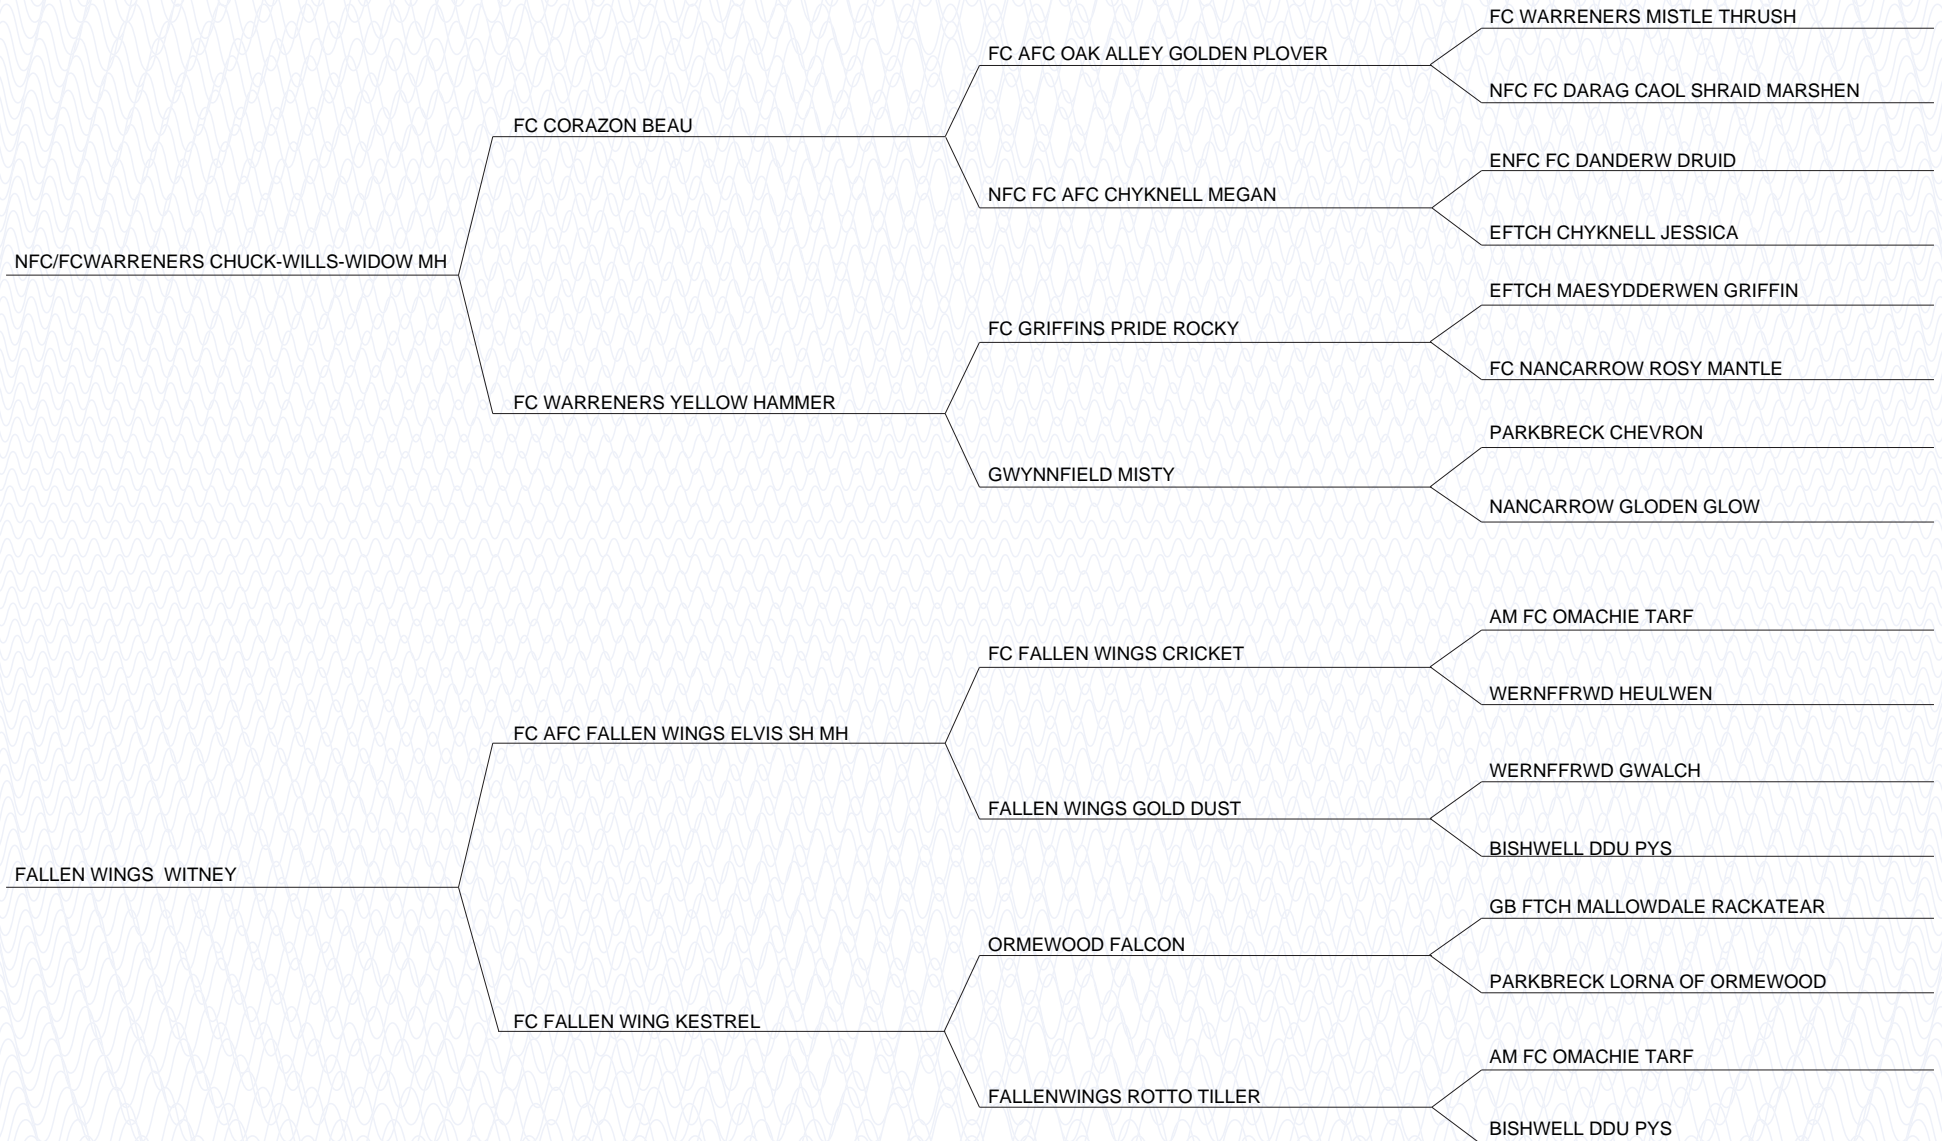 FC WARRENERS MISTLE THRUSH
FC AFC OAK ALLEY GOLDEN PLOVER
NFC FC DARAG CAOL SHRAID MARSHEN
FC CORAZON BEAU
ENFC FC DANDERW DRUID
NFC FC AFC CHYKNELL MEGAN
EFTCH CHYKNELL JESSICA
NFC/FCWARRENERS CHUCK-WILLS-WIDOW MH
EFTCH MAESYDDERWEN GRIFFIN
FC GRIFFINS PRIDE ROCKY
FC NANCARROW ROSY MANTLE
FC WARRENERS YELLOW HAMMER
PARKBRECK CHEVRON
GWYNNFIELD MISTY
NANCARROW GLODEN GLOW
AM FC OMACHIE TARF
FC FALLEN WINGS CRICKET
WERNFFRWD HEULWEN
FC AFC FALLEN WINGS ELVIS SH MH
WERNFFRWD GWALCH
FALLEN WINGS GOLD DUST
BISHWELL DDU PYS
FALLEN WINGS  WITNEY
GB FTCH MALLOWDALE RACKATEAR
ORMEWOOD FALCON
PARKBRECK LORNA OF ORMEWOOD
FC FALLEN WING KESTREL
AM FC OMACHIE TARF
FALLENWINGS ROTTO TILLER
BISHWELL DDU PYS